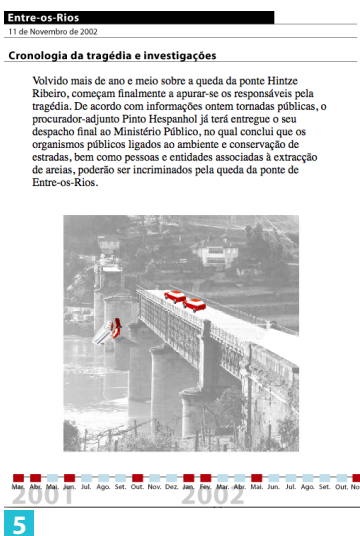 Entre-os-Rios
11 de Novembro de 2002
Cronologia da tragédia e investigações
Volvido mais de ano e meio sobre a queda da ponte Hintze
Ribeiro, começam finalmente a apurar-se os responsáveis pela
tragédia. De acordo com informações ontem tornadas públicas, o
procurador-adjunto Pinto Hespanhol já terá entregue o seu
despacho final ao Ministério Público, no qual conclui que os
organismos públicos ligados ao ambiente e conservação de
estradas, bem como pessoas e entidades associadas à extracção
de areias, poderão ser incriminados pela queda da ponte de
Entre-os-Rios.
Mar. Abr. Mai. Jun. Jul. Ago. Set. Out. Nov. Dez. Jan. Fev. Mar. Abr. Mai. Jun. Jul. Ago. Set. Out. No
2001 2002
5